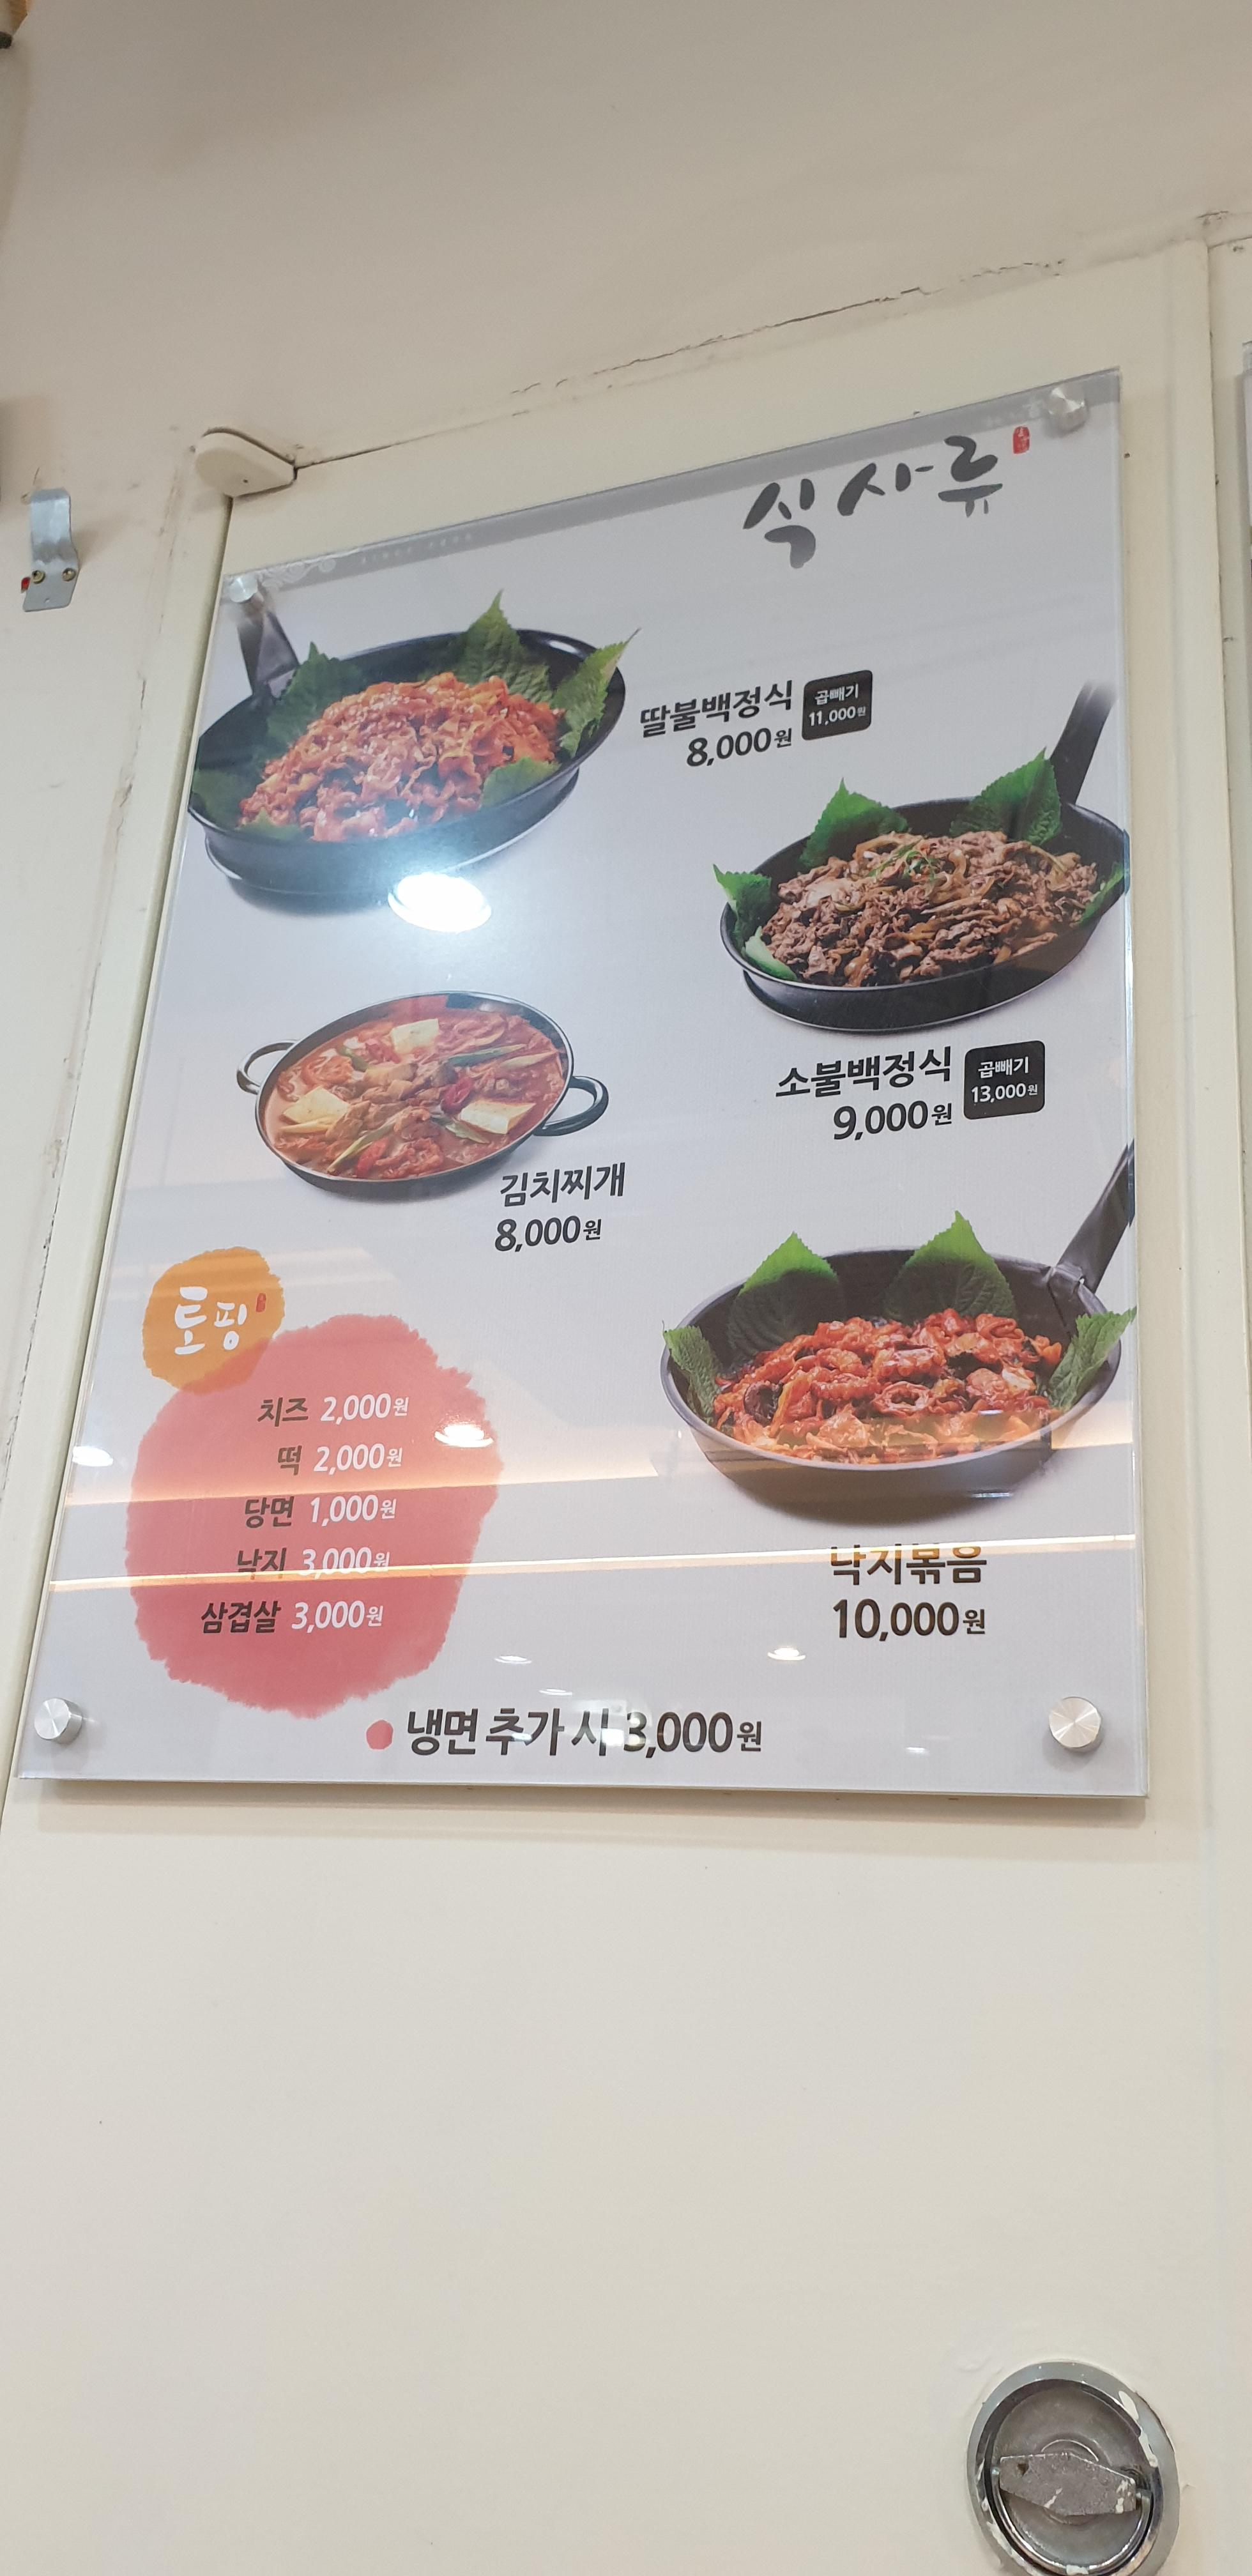 식사류
딸불백정식
8,000원
곱빼기
11,000원
소불백정식
9,000원
곱빼기
13,000원
김치찌개
8,000원
토핑
치즈 2,000원
떡 2,000원
당면 1,000원
낙지 3,000원
삼겹살 3,000원
낙지볶음
10,000원
냉면 추가 시 3,000원